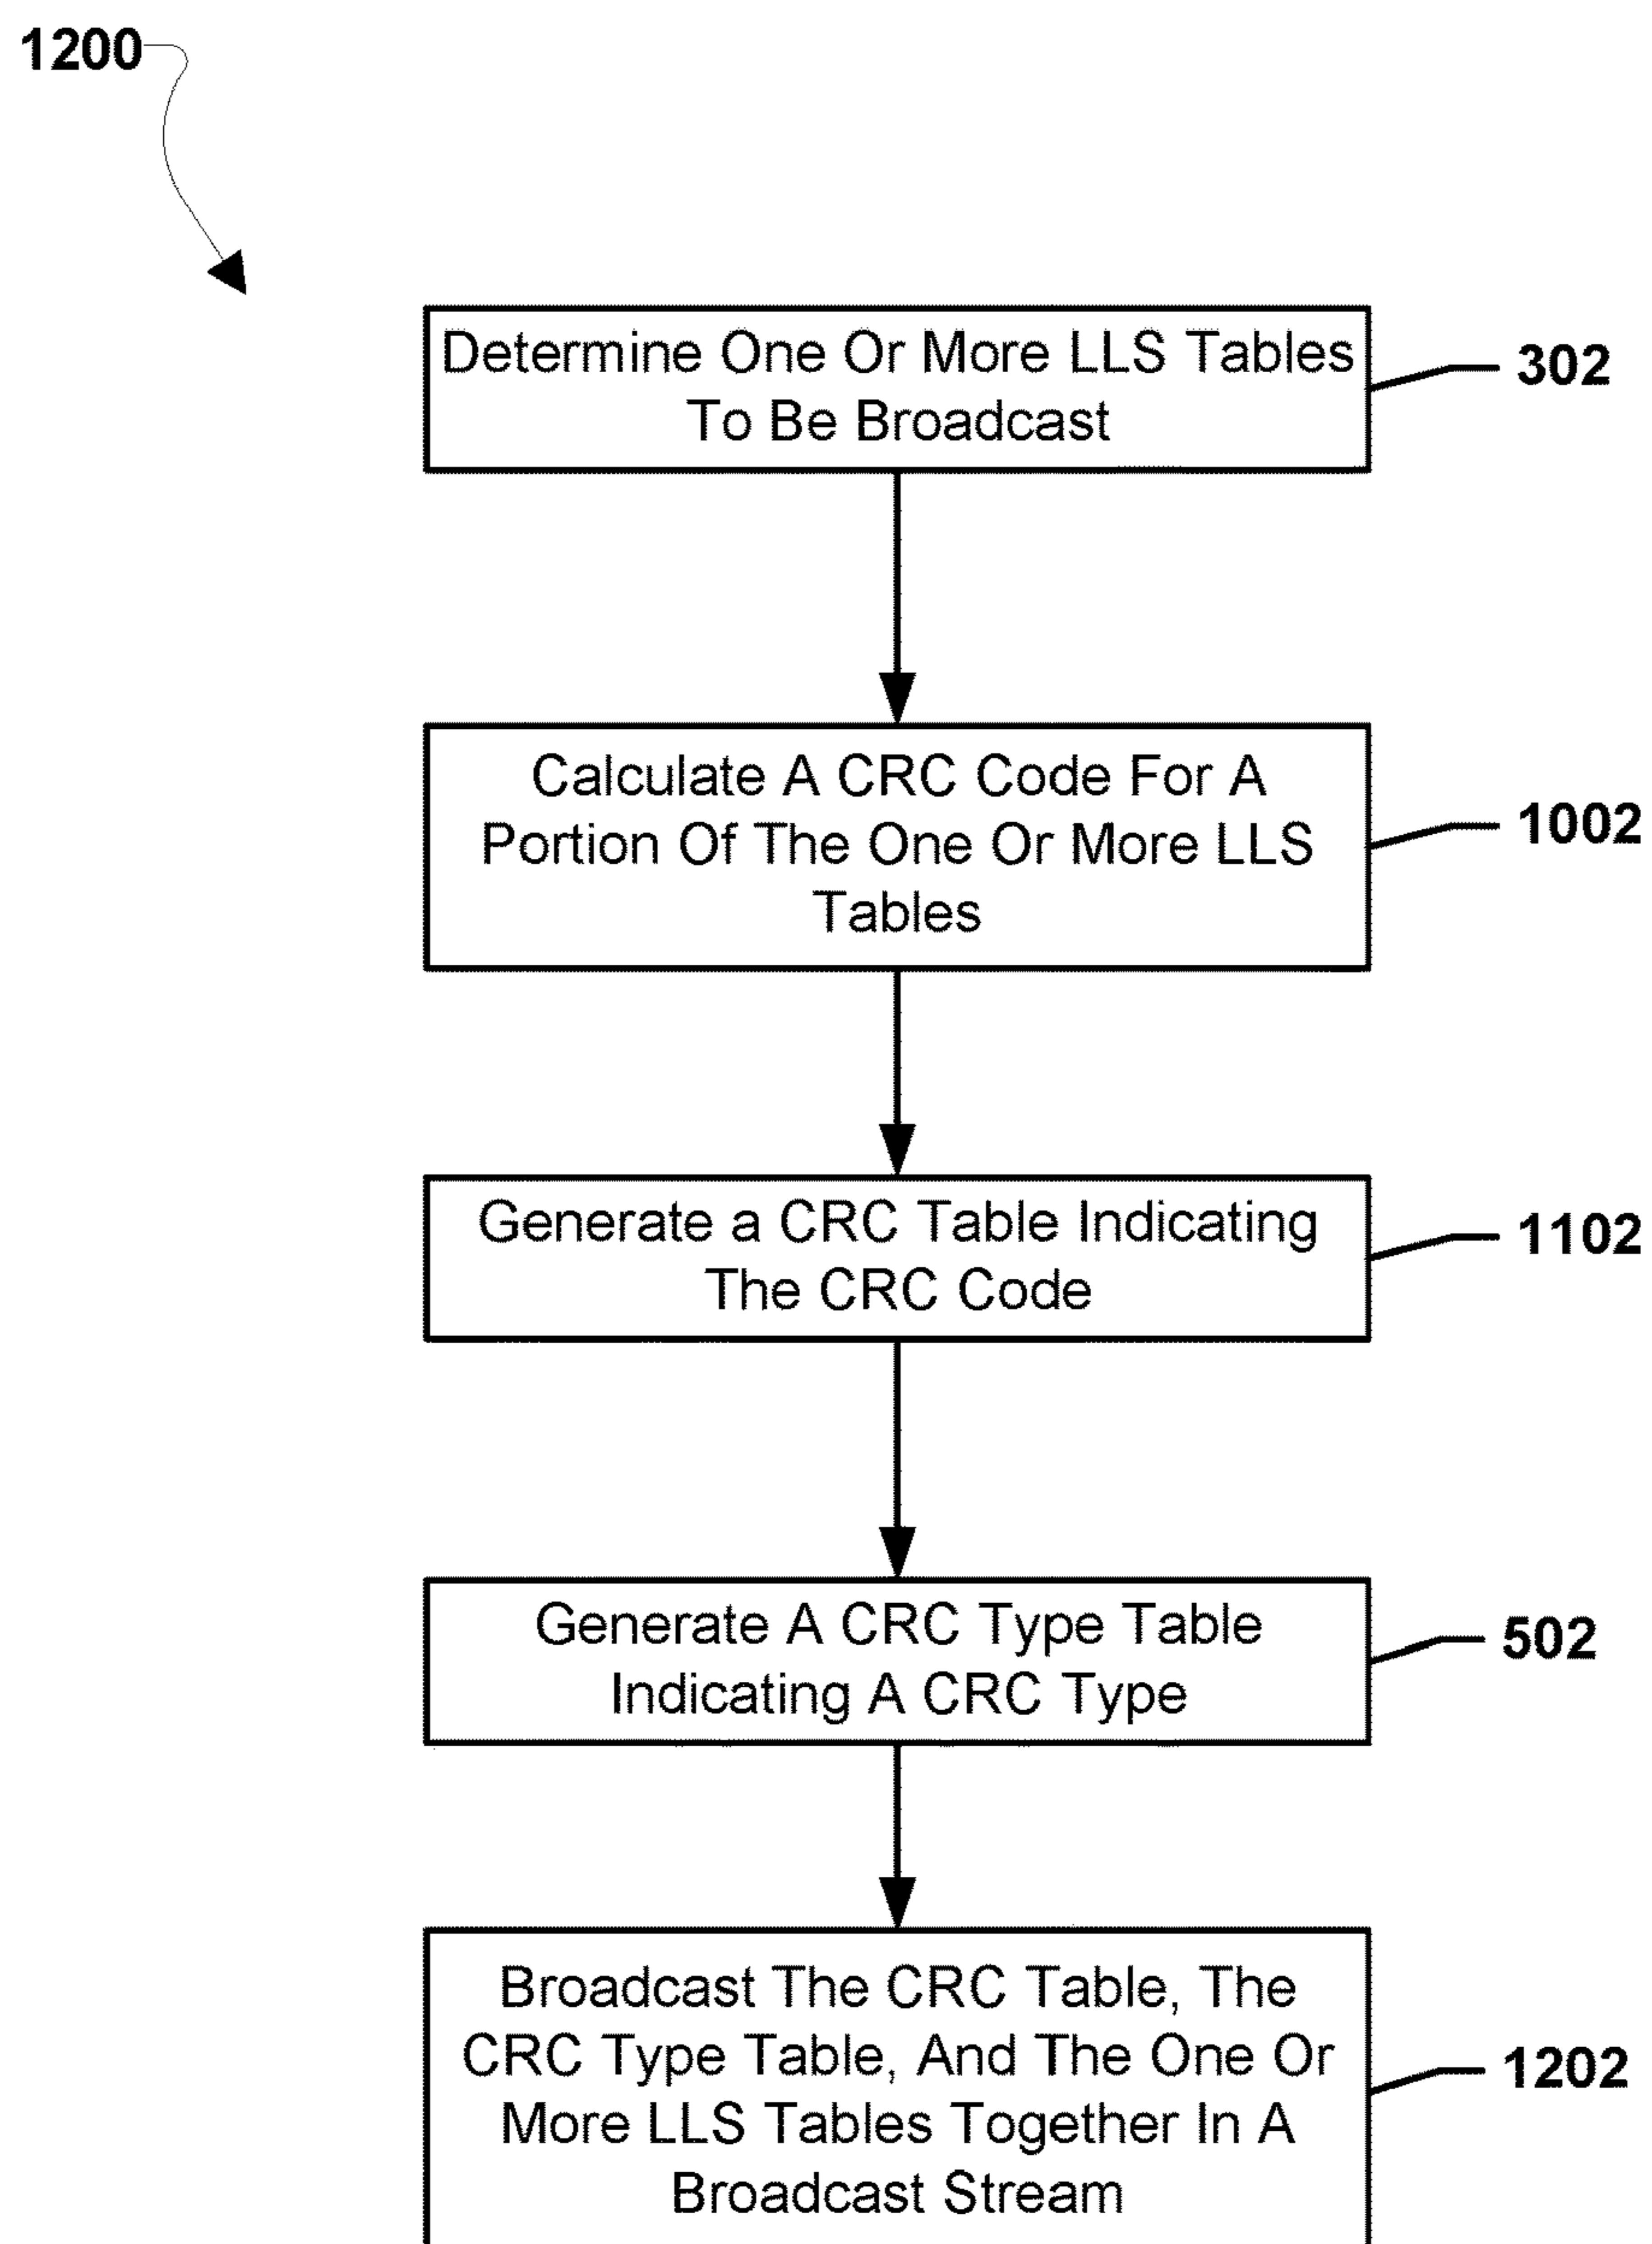 1200
Determine One Or More LLS Tables
To Be Broadcast
302
Calculate A CRC Code For A
Portion Of The One Or More LLS
Tables
1002
Generate a CRC Table Indicating
The CRC Code
1102
Generate A CRC Type Table
Indicating A CRC Type
502
Broadcast The CRC Table, The
CRC Type Table, And The One Or
More LLS Tables Together In A
Broadcast Stream
1202